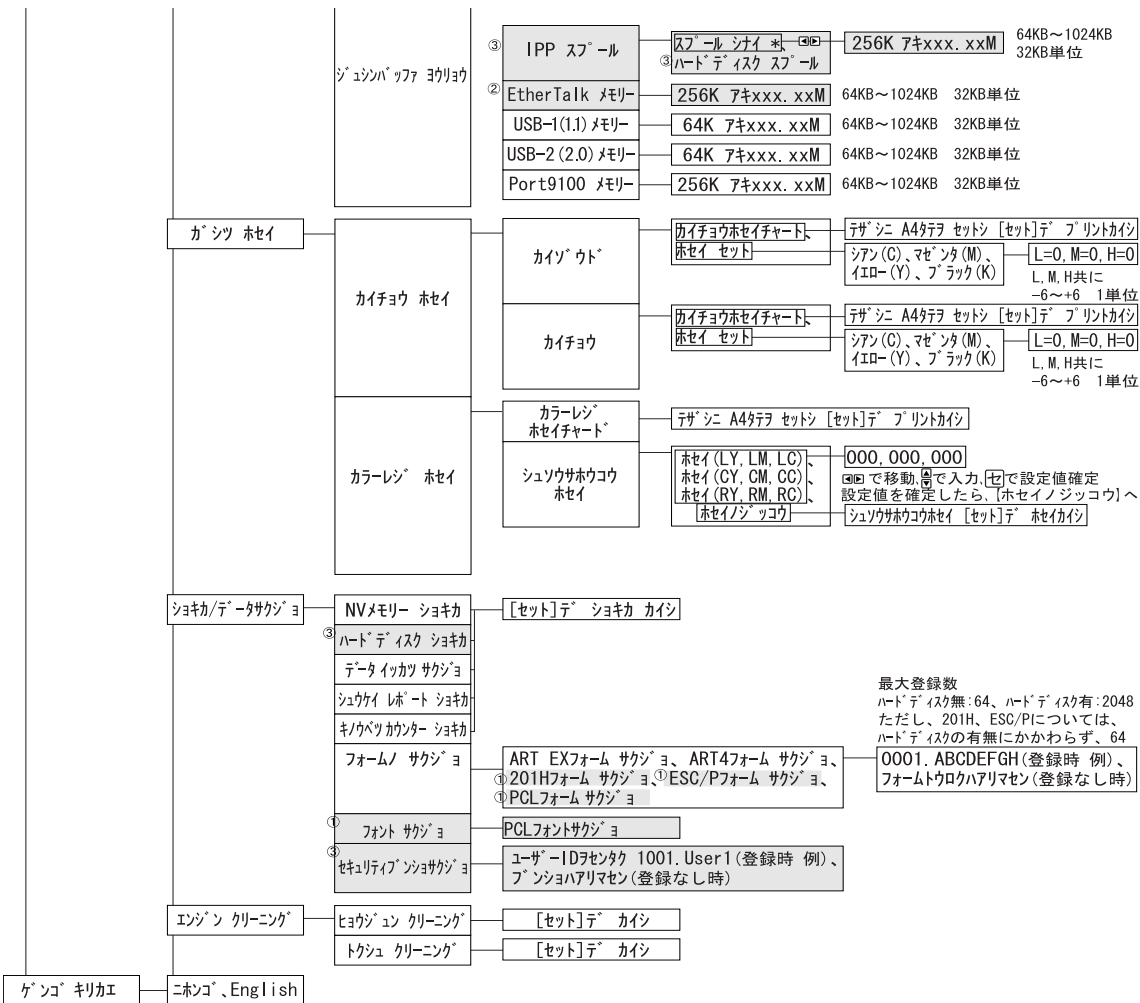 ジュシンバッファ ヨウリョウ
③ IPP スプール
スプール シナイ *、◀▶
③ハードディスク スプール
256K アキxxx.xxM
64KB～1024KB
32KB単位
② EtherTalk メモリー
256K アキxxx.xxM
64KB～1024KB 32KB単位
USB-1(1.1)メモリー
64K アキxxx.xxM
64KB～1024KB 32KB単位
USB-2(2.0)メモリー
64K アキxxx.xxM
64KB～1024KB 32KB単位
Port9100 メモリー
256K アキxxx.xxM
64KB～1024KB 32KB単位
ガシツ ホセイ
カイチョウ ホセイ
カイゾウド
カイチョウホセイチャート、
ホセイ セット
テザシニ A4タテヲ セットシ [セット]デ プリントカイシ
シアン(C)、マゼンタ(M)、
イエロー(Y)、ブラック(K)
L=0,M=0,H=0
L,M,H共に
-6～+6 1単位
カイチョウ
カイチョウホセイチャート、
ホセイ セット
テザシニ A4タテヲ セットシ [セット]デ プリントカイシ
シアン(C)、マゼンタ(M)、
イエロー(Y)、ブラック(K)
L=0,M=0,H=0
L,M,H共に
-6～+6 1単位
カラーレジ ホセイ
カラーレジ
ホセイチャート
テザシニ A4タテヲ セットシ [セット]デ プリントカイシ
シュソウサホウコウ
ホセイ
ホセイ(LY,LM,LC)、
ホセイ(CY,CM,CC)、
ホセイ(RY,RM,RC)、
ホセイノジッコウ
000,000,000
◀▶で移動、▲▼で入力、セで設定値確定
設定値を確定したら、[ホセイノジッコウ]へ
シュソウサホウコウホセイ [セット]デ ホセイカイシ
ショキカ/データサクジョ
NVメモリー ショキカ
[セット]デ ショキカ カイシ
③ ハードディスク ショキカ
データ イッカツ サクジョ
シュウケイ レポート ショキカ
キノウベツ カウンター ショキカ
フォームノ サクジョ
ART EXフォーム サクジョ、ART4フォーム サクジョ、
①201Hフォーム サクジョ、①ESC/Pフォーム サクジョ、
①PCLフォーム サクジョ
最大登録数
ハードディスク無:64、ハードディスク有:2048
ただし、201H、ESC/Pについては、
ハードディスクの有無にかかわらず、64
0001.ABCDEFGH(登録時 例)、
フォームトウロクハアリマセン(登録なし時)
① フォント サクジョ
PCLフォントサクジョ
③ セキュリティブンショサクジョ
ユーザーIDヲセンタク 1001.User1(登録時 例)、
ブンショハアリマセン(登録なし時)
エンジン クリーニング
ヒョウジュン クリーニング
[セット]デ カイシ
トクシュ クリーニング
[セット]デ カイシ
ゲンゴ キリカエ
ニホンゴ、English